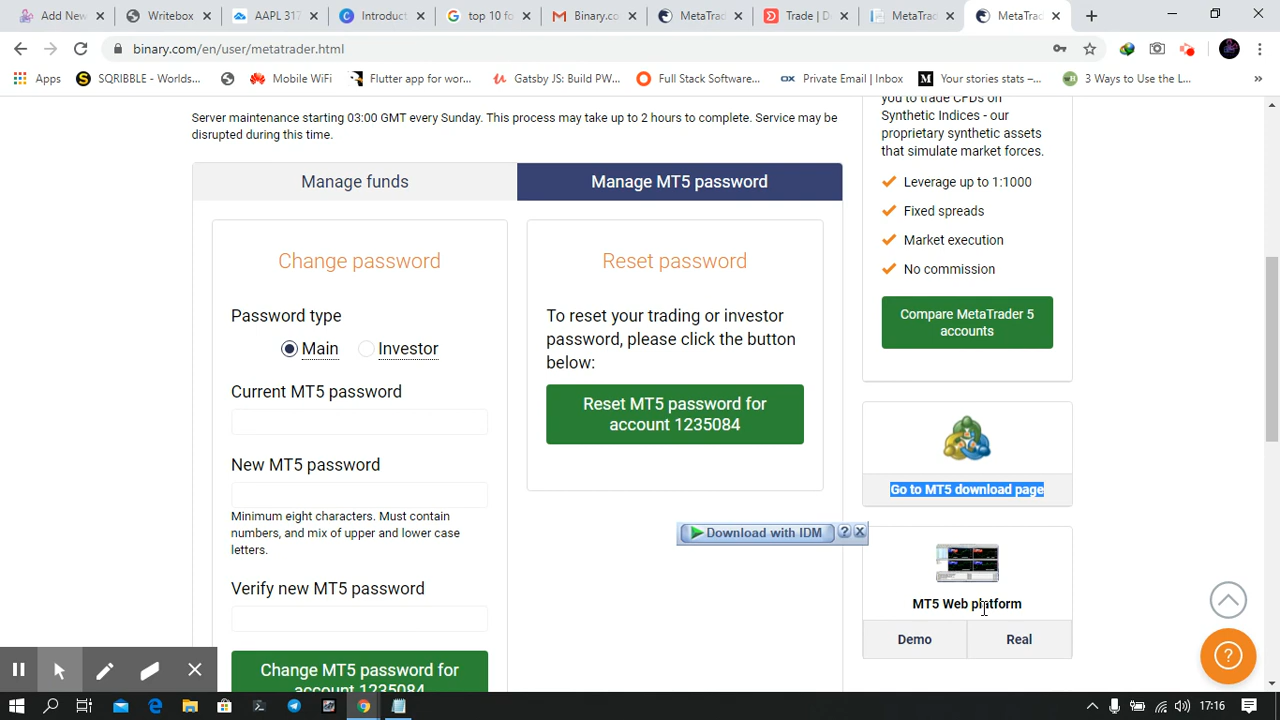 Add New
Writebox
AAPL 317
Introduct
top 10 fo
Binary.co
MetaTrad
Trade | D
MetaTrad
MetaTrac
binary.com/en/user/metatrader.html
Apps
SQRIBBLE - Worlds...
Mobile WiFi
Flutter app for wor...
Gatsby JS: Build PW...
Full Stack Software...
Private Email | Inbox
Your stories stats –...
3 Ways to Use the L...
Server maintenance starting 03:00 GMT every Sunday. This process may take up to 2 hours to complete. Service may be
disrupted during this time.
Manage funds
Manage MT5 password
Change password
Password type
Main
Investor
Current MT5 password
New MT5 password
Minimum eight characters. Must contain
numbers, and mix of upper and lower case
letters.
Verify new MT5 password
Change MT5 password for
account 1235084
Reset password
To reset your trading or investor
password, please click the button
below:
Reset MT5 password for
account 1235084
Download with IDM
you to trade CFDs on
Synthetic Indices - our
proprietary synthetic assets
that simulate market forces.
Leverage up to 1:1000
Fixed spreads
Market execution
No commission
Compare MetaTrader 5
accounts
Go to MT5 download page
MT5 Web platform
Demo
Real
17:16